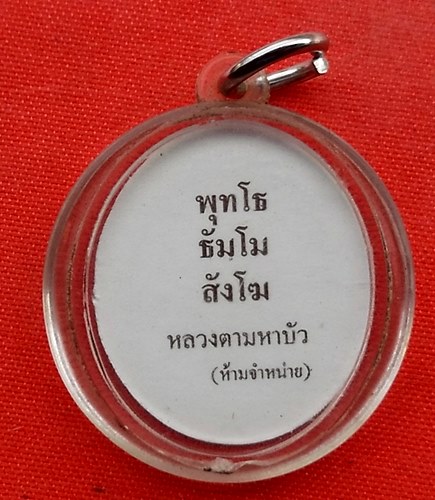 พุทโธ
ธัมโม
สังโฆ
หลวงตามหาบัว
(ห้ามจำหน่าย)